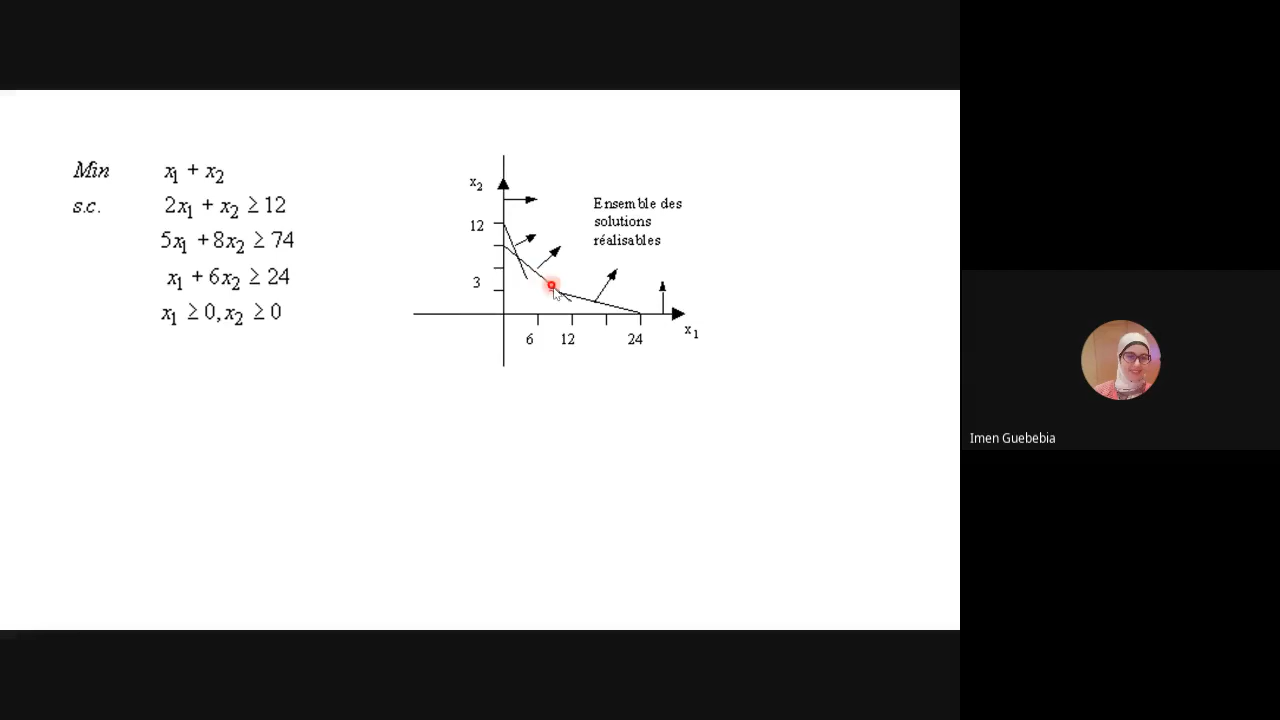 Min x₁ + x₂
s.c. 2x₁ + x₂ ≥ 12
5x₁ + 8x₂ ≥ 74
x₁ + 6x₂ ≥ 24
x₁ ≥ 0, x₂ ≥ 0
x₂
12
3
6 12 24
x₁
Ensemble des
solutions
réalisables
Imen Guebebia